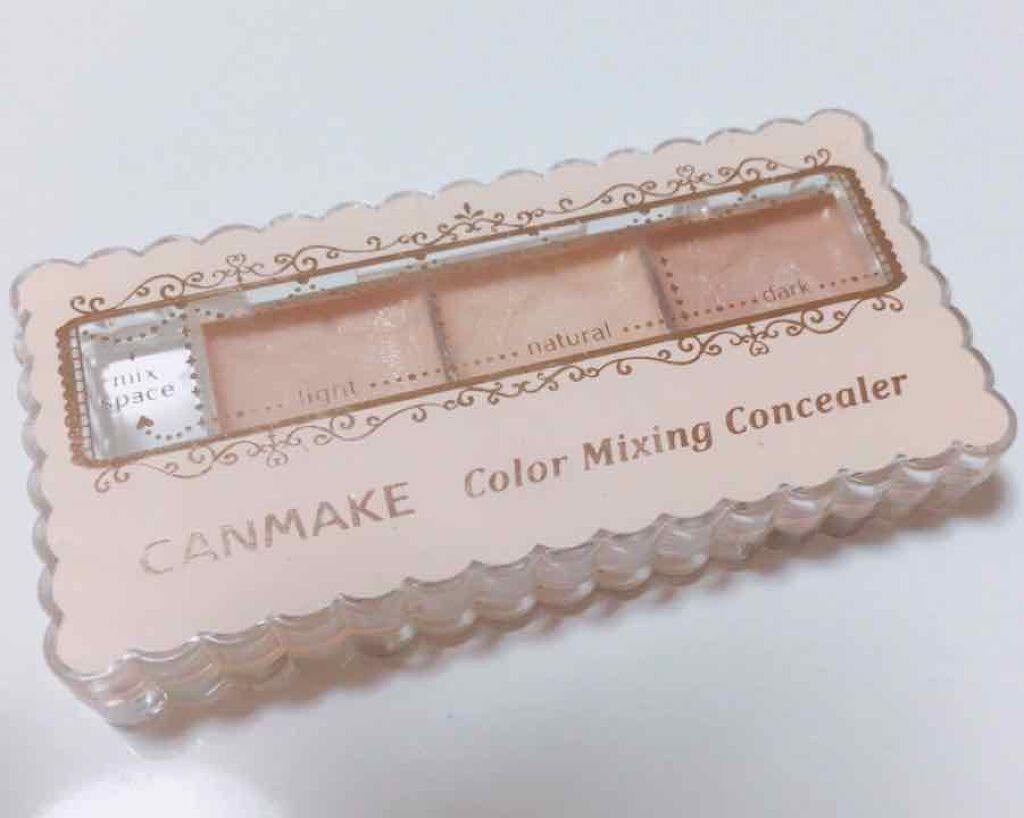 mix
space
light
natural
dark
CANMAKE
Color Mixing Concealer